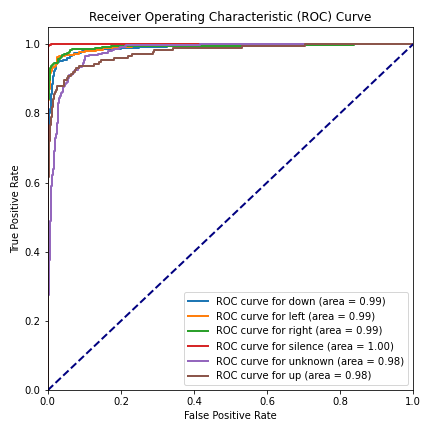 Receiver Operating Characteristic (ROC) Curve
1.0
0.8
0.6
0.4
0.2
0.0
True Positive Rate
ROC curve for down (area = 0.99)
ROC curve for left (area = 0.99)
ROC curve for right (area = 0.99)
ROC curve for silence (area = 1.00)
ROC curve for unknown (area = 0.98)
ROC curve for up (area = 0.98)
0.0 0.2 0.4 0.6 0.8 1.0
False Positive Rate